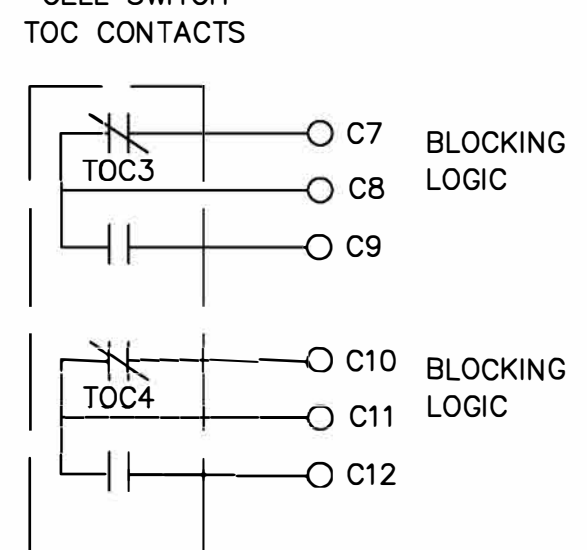 TOC CONTACTS
C7
BLOCKING
TOC3
LOGIC
C8
C9
C10
BLOCKING
TOC4
LOGIC
C11
C12